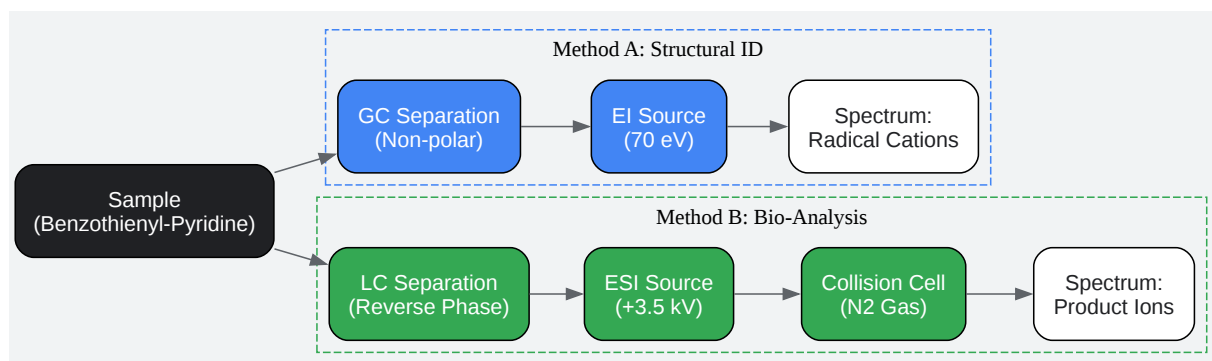 Method A: Structural ID
GC Separation
(Non-polar)
EI Source
(70 eV)
Spectrum:
Radical Cations
Sample
(Benzothienyl-Pyridine)
Method B: Bio-Analysis
LC Separation
(Reverse Phase)
ESI Source
(+3.5 kV)
Collision Cell
(N2 Gas)
Spectrum:
Product Ions